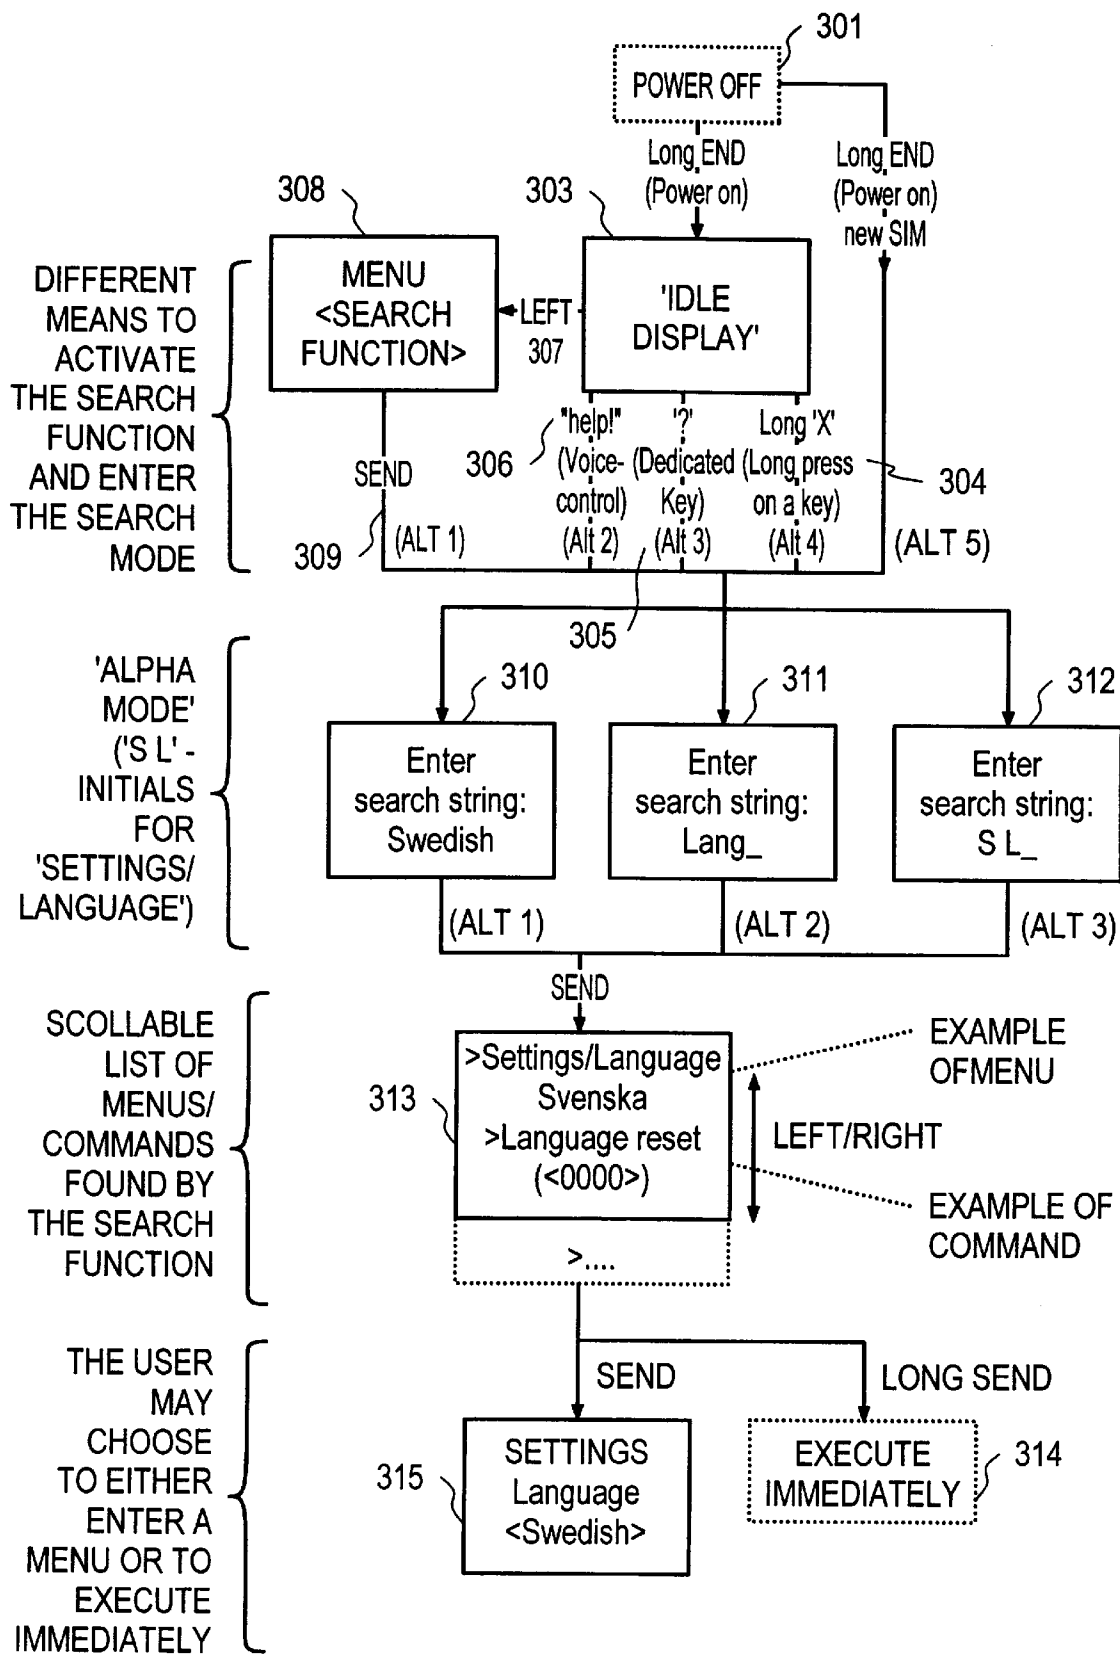 301
POWER OFF
Long END
(Power on)
Long END
(Power on)
new SIM
308
303
DIFFERENT
MEANS TO
ACTIVATE
THE SEARCH
FUNCTION
AND ENTER
THE SEARCH
MODE
MENU
<SEARCH
FUNCTION>
LEFT
307
'IDLE
DISPLAY'
306
"help!"
(Voice-
control)
(Alt 2)
'?'
(Dedicated
Key)
(Alt 3)
Long 'X'
(Long press
on a key)
(Alt 4)
304
SEND
309
(ALT 1)
(ALT 5)
305
'ALPHA
MODE'
('S L' -
INITIALS
FOR
'SETTINGS/
LANGUAGE')
310
Enter
search string:
Swedish
(ALT 1)
311
Enter
search string:
Lang_
(ALT 2)
312
Enter
search string:
S L_
(ALT 3)
SEND
SCOLLABLE
LIST OF
MENUS/
COMMANDS
FOUND BY
THE SEARCH
FUNCTION
313
>Settings/Language
Svenska
>Language reset
(<0000>)
>....
EXAMPLE
OFMENU
LEFT/RIGHT
EXAMPLE OF
COMMAND
THE USER
MAY
CHOOSE
TO EITHER
ENTER A
MENU OR TO
EXECUTE
IMMEDIATELY
SEND
LONG SEND
315
SETTINGS
Language
<Swedish>
EXECUTE
IMMEDIATELY
314